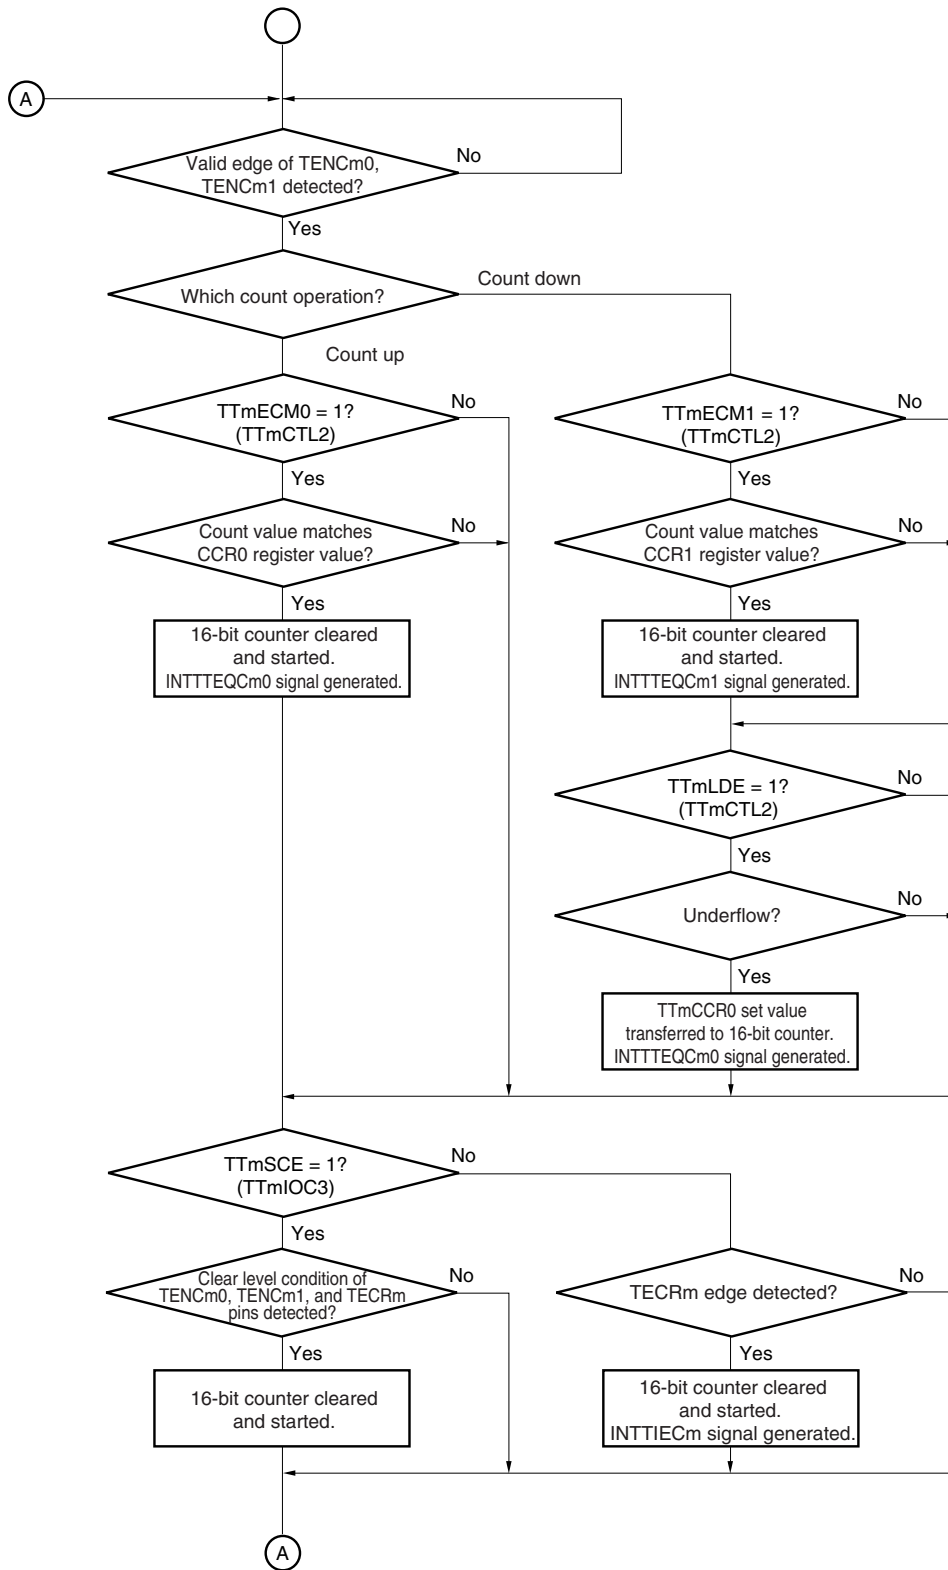 A
Valid edge of TENCm0,
TENCm1 detected?
No
Yes
Which count operation?
Count down
Count up
TTmECM0 = 1?
(TTmCTL2)
No
Yes
Count value matches
CCR0 register value?
No
Yes
16-bit counter cleared
and started.
INTTTEQCm0 signal generated.
TTmECM1 = 1?
(TTmCTL2)
No
Yes
Count value matches
CCR1 register value?
No
Yes
16-bit counter cleared
and started.
INTTTEQCm1 signal generated.
TTmLDE = 1?
(TTmCTL2)
No
Yes
Underflow?
No
Yes
TTmCCR0 set value
transferred to 16-bit counter.
INTTTEQCm0 signal generated.
TTmSCE = 1?
(TTmIOC3)
No
Yes
Clear level condition of
TENCm0, TENCm1, and TECRm
pins detected?
No
Yes
16-bit counter cleared
and started.
TECRm edge detected?
No
Yes
16-bit counter cleared
and started.
INTTIECm signal generated.
A